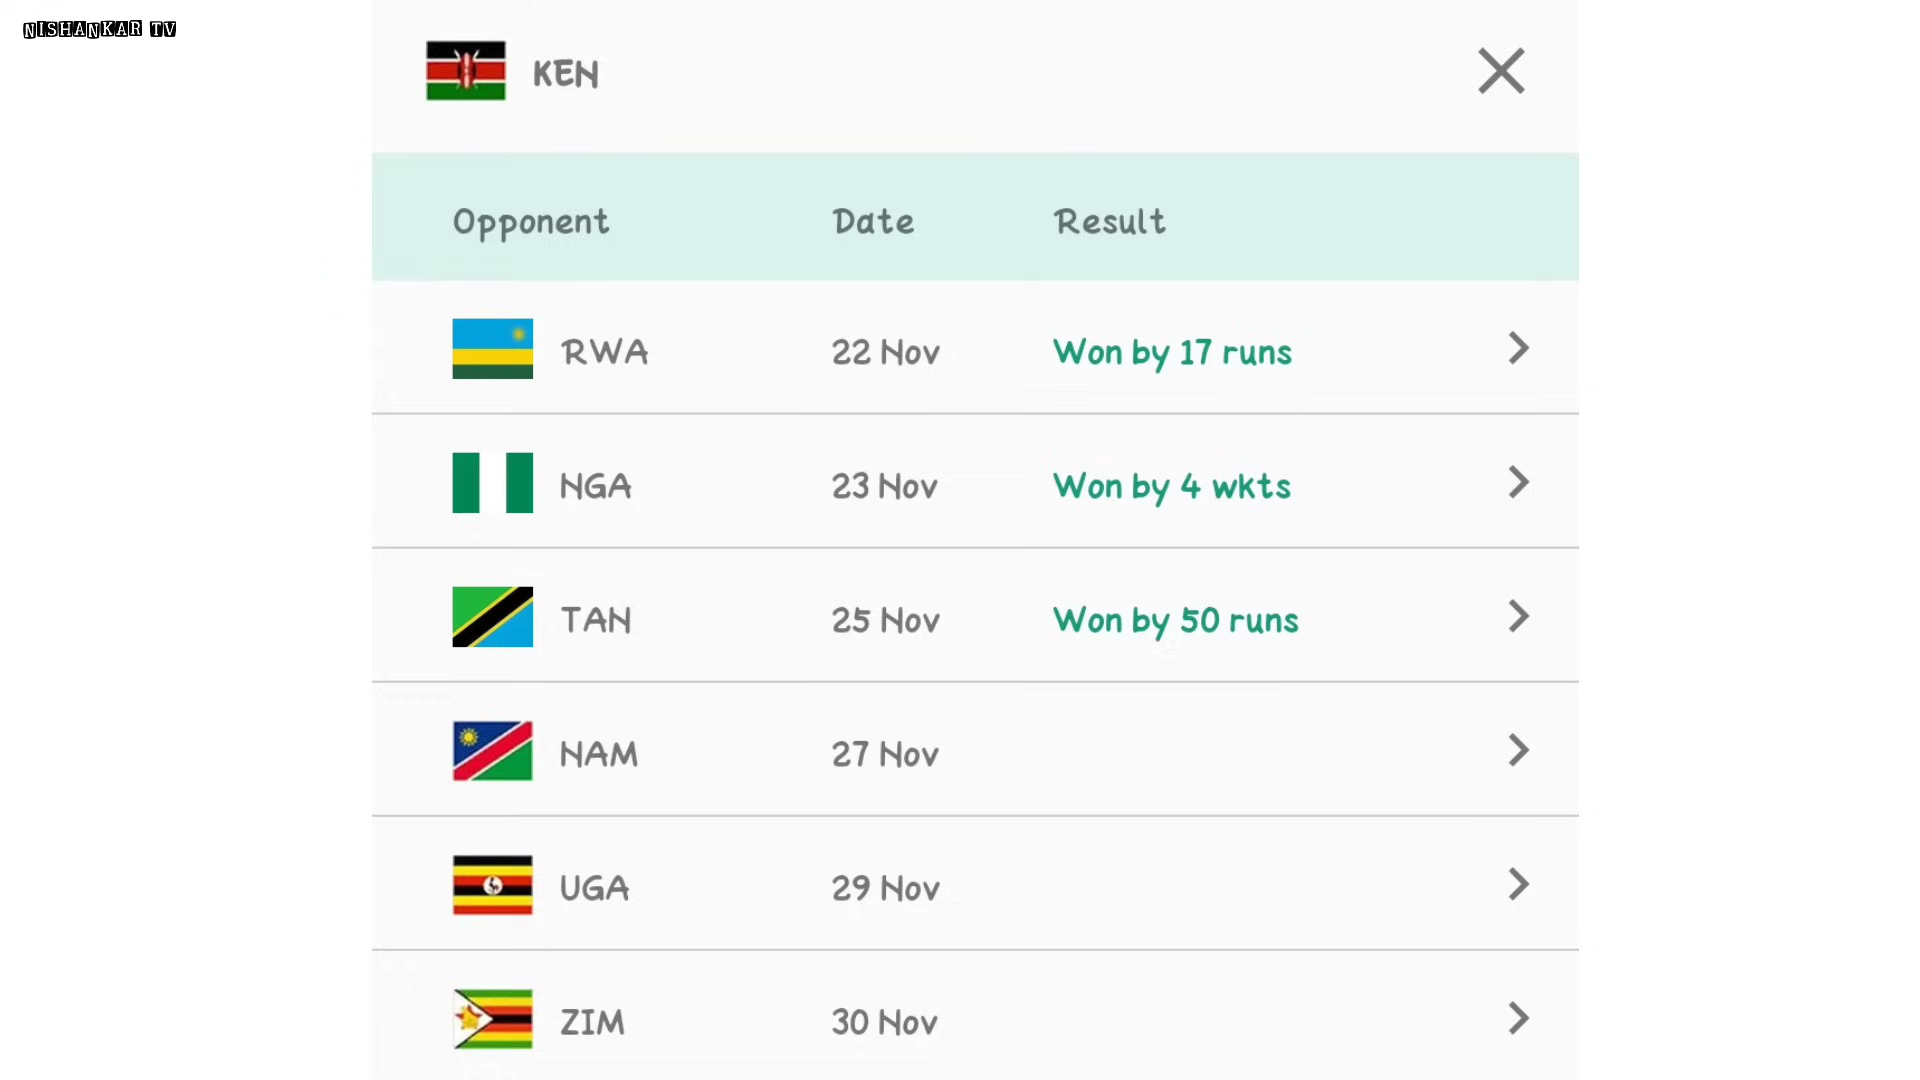 NISHANKAR TV
KEN
Opponent Date Result
RWA 22 Nov Won by 17 runs
NGA 23 Nov Won by 4 wkts
TAN 25 Nov Won by 50 runs
NAM 27 Nov
UGA 29 Nov
ZIM 30 Nov